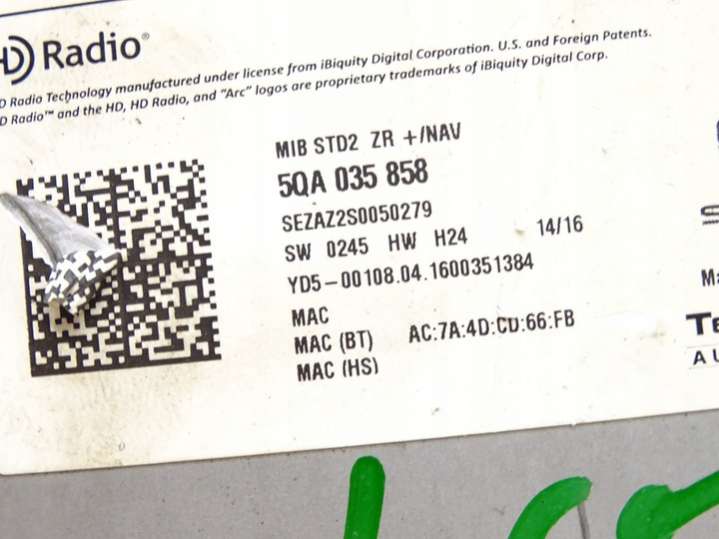 HD Radio®
D Radio Technology manufactured under license from iBiquity Digital Corporation. U.S. and Foreign Patents.
D Radio™ and the HD, HD Radio, and "Arc" logos are proprietary trademarks of iBiquity Digital Corp.
MIB STD2 ZR +/NAV
5QA 035 858
SEZAZ2S0050279
SW 0245 HW H24 14/16
YD5-00108.04.1600351384
MAC
MAC (BT) AC:7A:4D:CD:66:FB
MAC (HS)